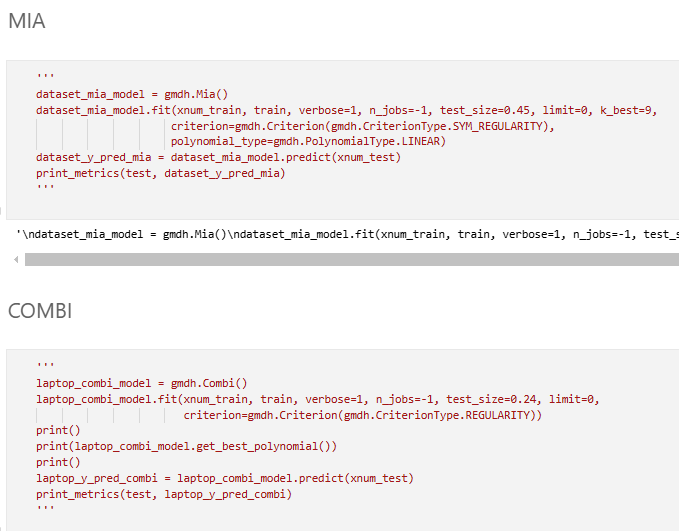 MIA
'''
dataset_mia_model = gmdh.Mia()
dataset_mia_model.fit(xnum_train, train, verbose=1, n_jobs=-1, test_size=0.45, limit=0, k_best=9,
criterion=gmdh.Criterion(gmdh.CriterionType.SYM_REGULARITY),
polynomial_type=gmdh.PolynomialType.LINEAR)
dataset_y_pred_mia = dataset_mia_model.predict(xnum_test)
print_metrics(test, dataset_y_pred_mia)
'''
'\ndataset_mia_model = gmdh.Mia()\ndataset_mia_model.fit(xnum_train, train, verbose=1, n_jobs=-1, test_s
COMBI
'''
laptop_combi_model = gmdh.Combi()
laptop_combi_model.fit(xnum_train, train, verbose=1, n_jobs=-1, test_size=0.24, limit=0,
criterion=gmdh.Criterion(gmdh.CriterionType.REGULARITY))
print()
print(laptop_combi_model.get_best_polynomial())
print()
laptop_y_pred_combi = laptop_combi_model.predict(xnum_test)
print_metrics(test, laptop_y_pred_combi)
'''